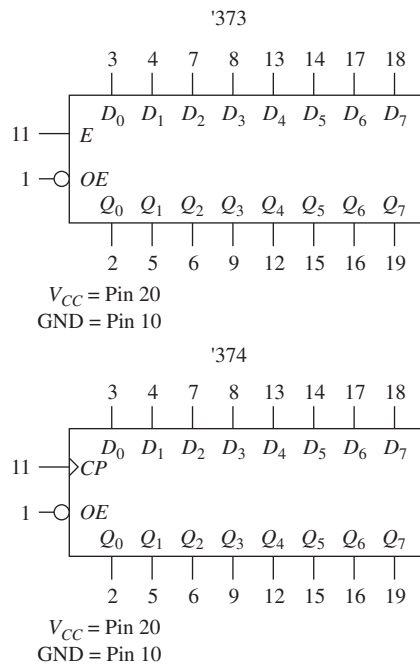 '373
3 4 7 8 13 14 17 18
D₀ D₁ D₂ D₃ D₄ D₅ D₆ D₇
11 E
1 OE
Q₀ Q₁ Q₂ Q₃ Q₄ Q₅ Q₆ Q₇
2 5 6 9 12 15 16 19
V_CC = Pin 20
GND = Pin 10
'374
3 4 7 8 13 14 17 18
D₀ D₁ D₂ D₃ D₄ D₅ D₆ D₇
11 CP
1 OE
Q₀ Q₁ Q₂ Q₃ Q₄ Q₅ Q₆ Q₇
2 5 6 9 12 15 16 19
V_CC = Pin 20
GND = Pin 10